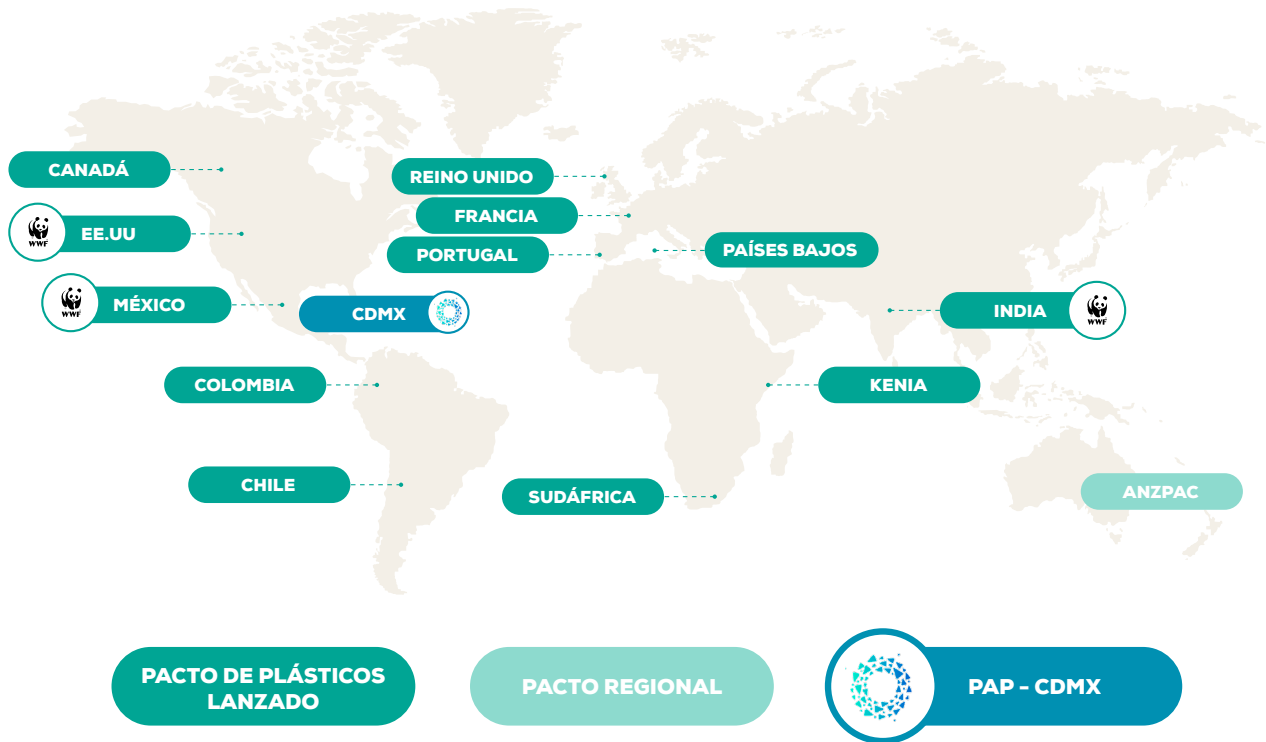 CANADÁ
REINO UNIDO
FRANCIA
WWF
EE.UU
PORTUGAL
PAÍSES BAJOS
WWF
MÉXICO
CDMX
INDIA
WWF
COLOMBIA
KENIA
CHILE
SUDÁFRICA
ANZPAC
PACTO DE PLÁSTICOS
LANZADO
PACTO REGIONAL
PAP - CDMX